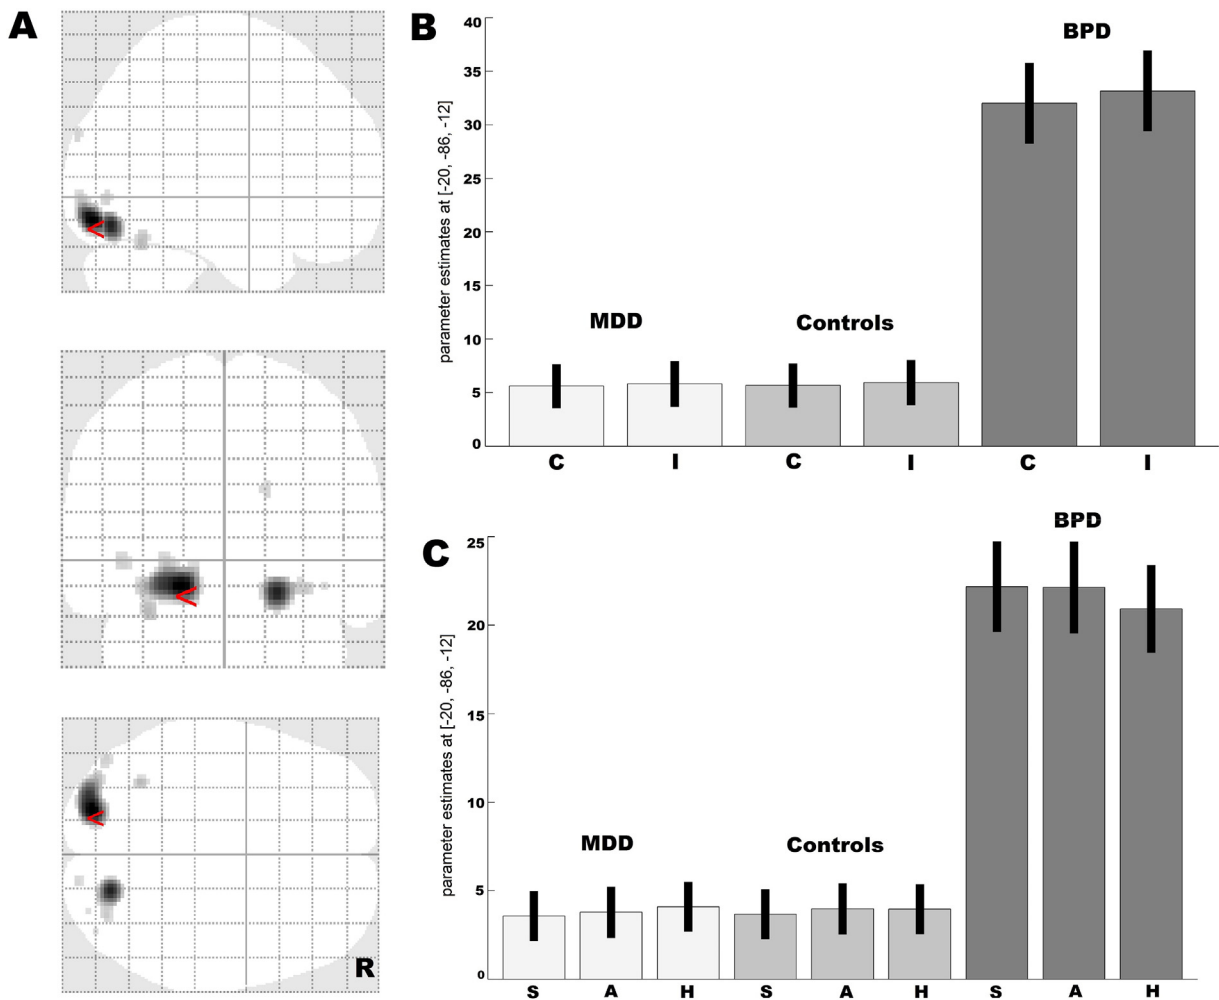 A
R
B
parameter estimates at [-20, -86, -12]
40
35
30
25
20
15
10
5
0
MDD
Controls
BPD
C I C I C I
C
parameter estimates at [-20, -86, -12]
25
20
15
10
5
0
MDD
Controls
BPD
S A H S A H S A H